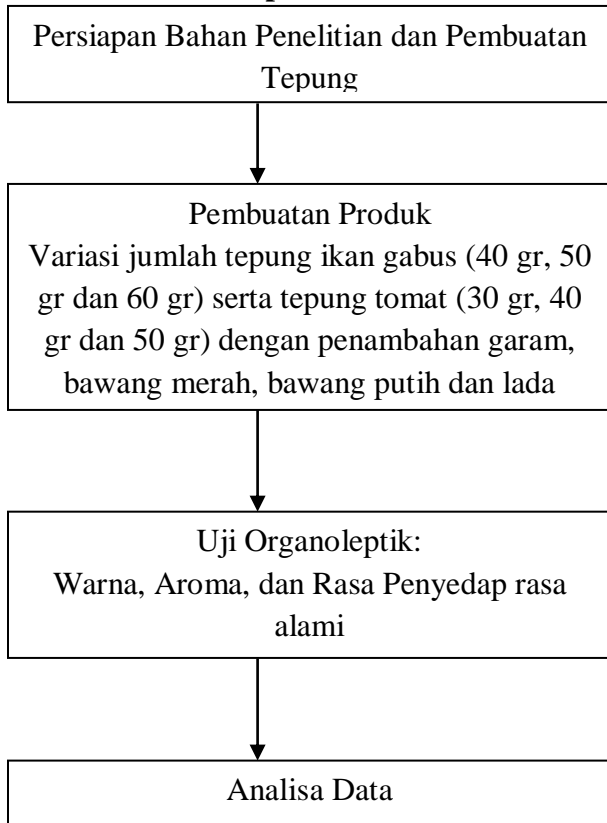 Persiapan Bahan Penelitian dan Pembuatan
Tepung
Pembuatan Produk
Variasi jumlah tepung ikan gabus (40 gr, 50
gr dan 60 gr) serta tepung tomat (30 gr, 40
gr dan 50 gr) dengan penambahan garam,
bawang merah, bawang putih dan lada
Uji Organoleptik:
Warna, Aroma, dan Rasa Penyedap rasa
alami
Analisa Data